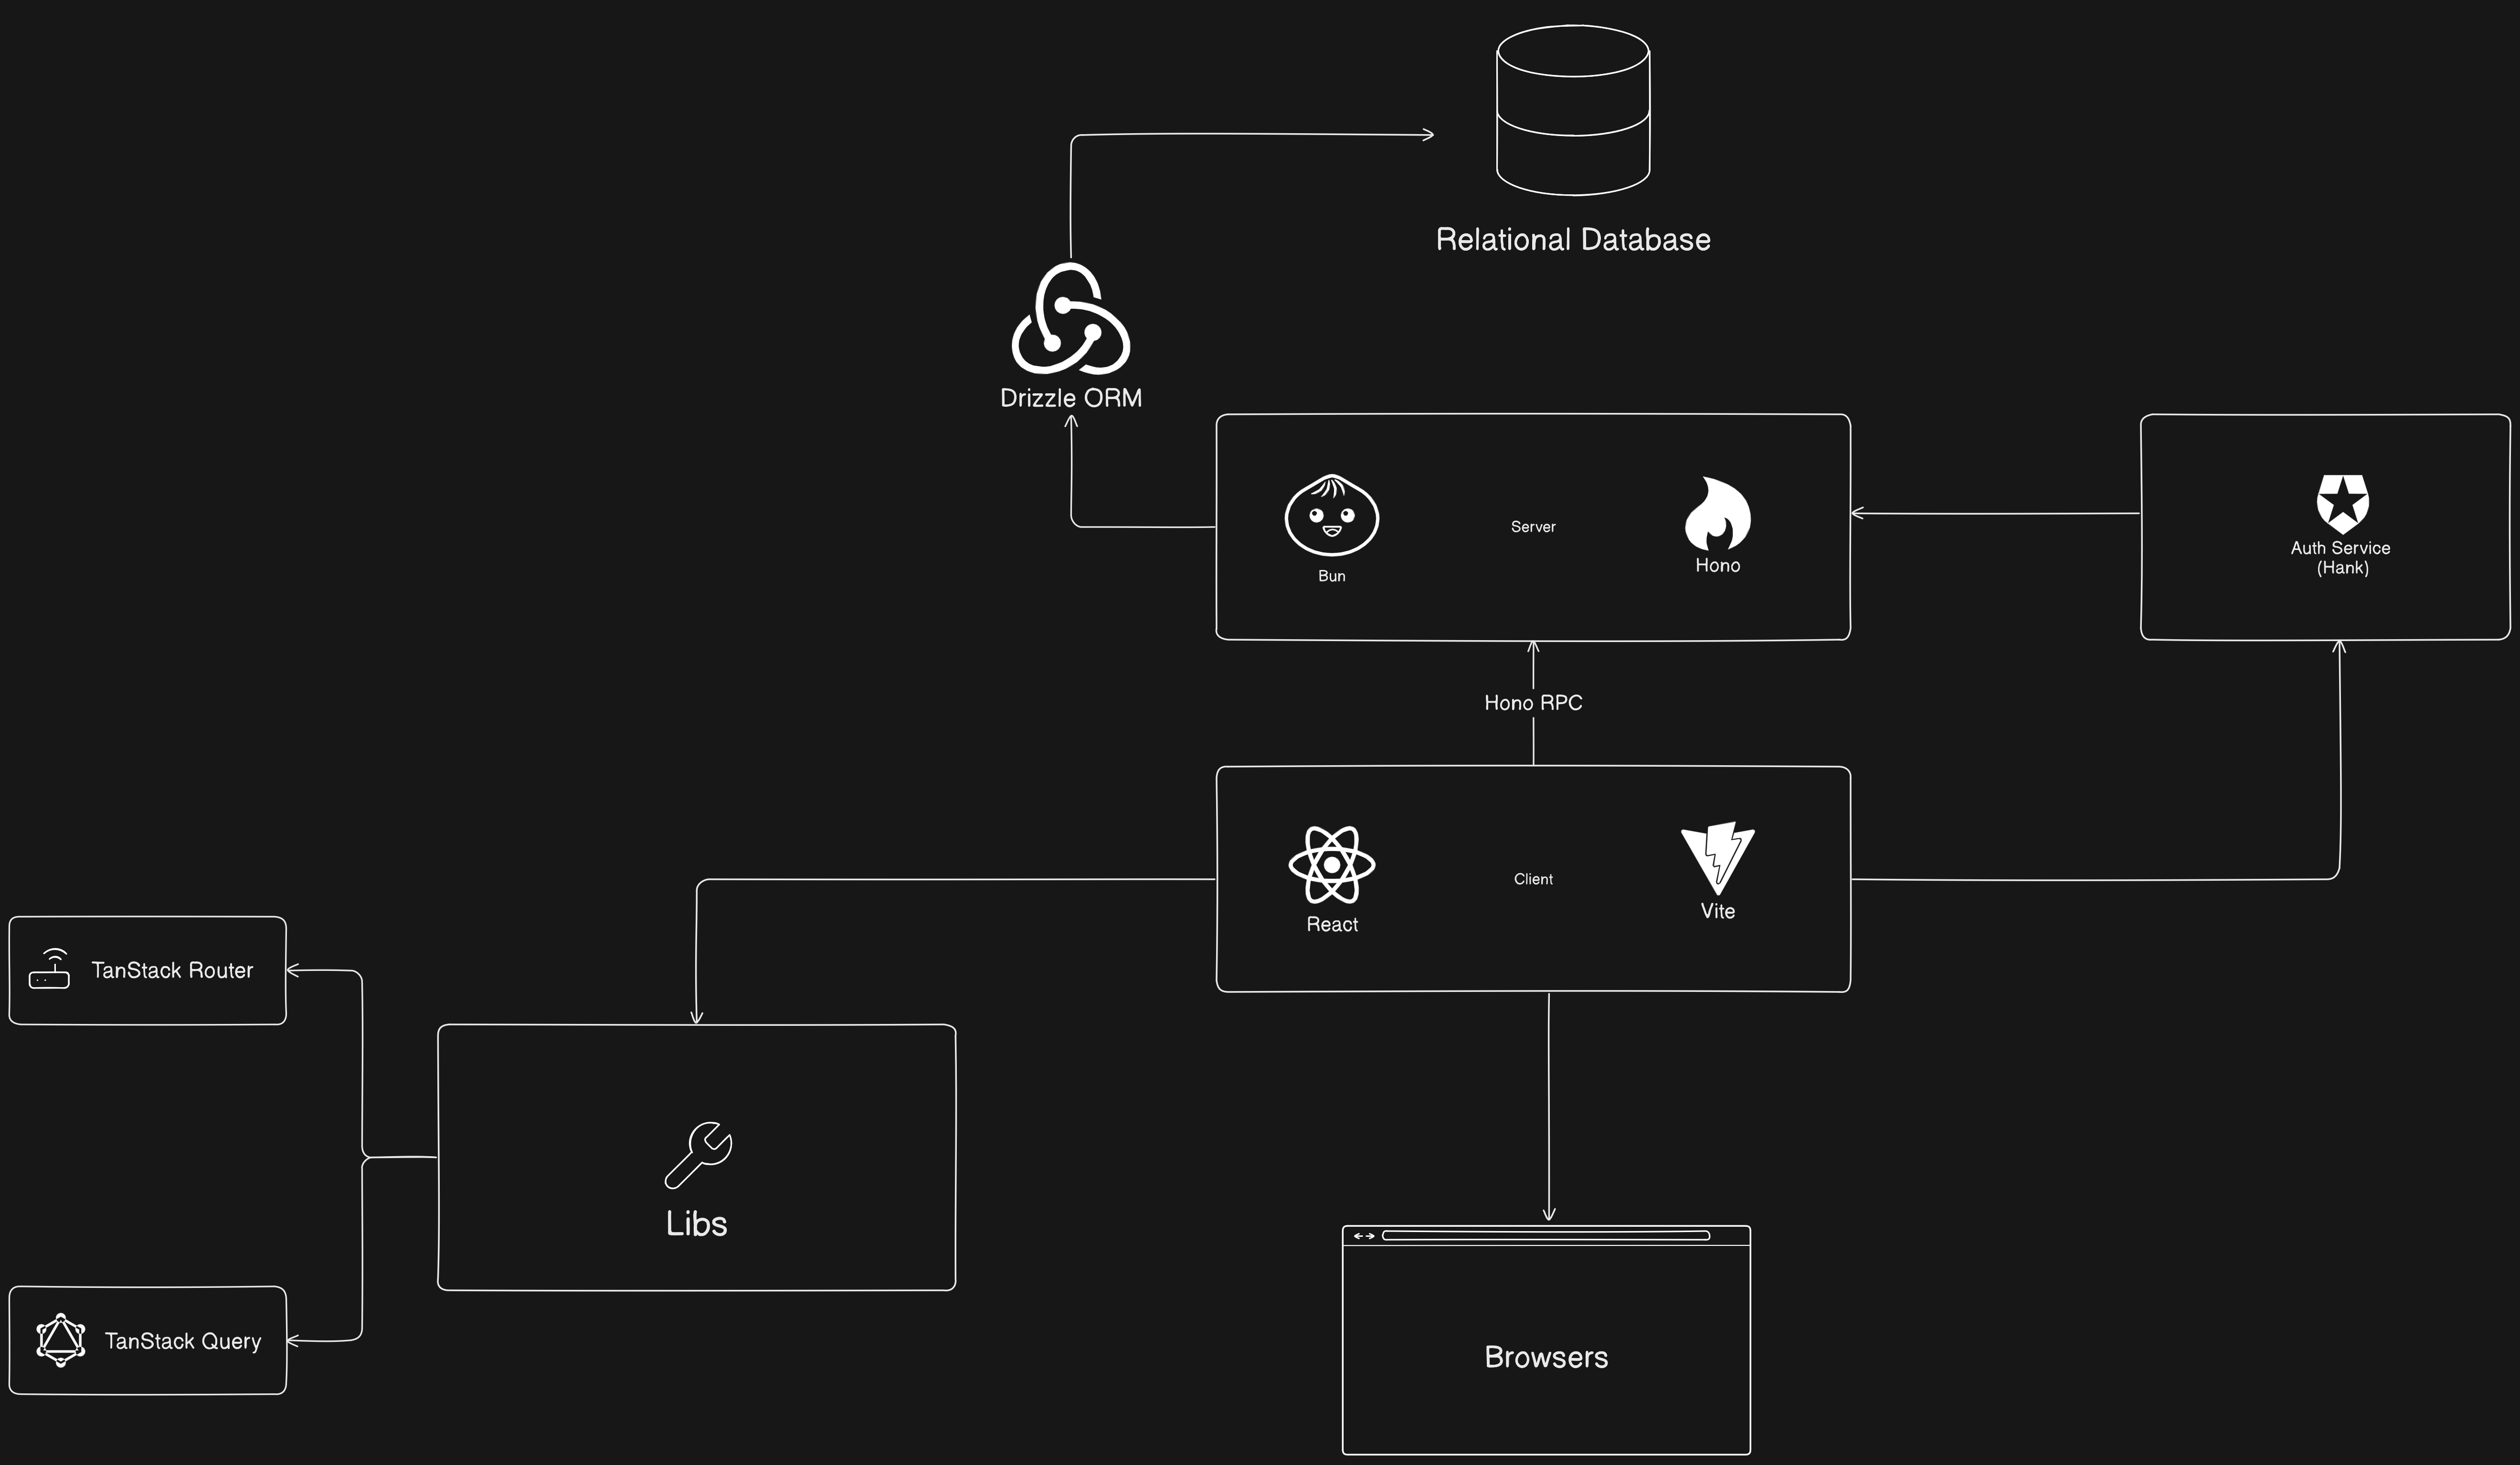 Relational Database
Drizzle ORM
Bun
Server
Hono
Auth Service
(Hank)
Hono RPC
React
Client
Vite
TanStack Router
Libs
TanStack Query
Browsers